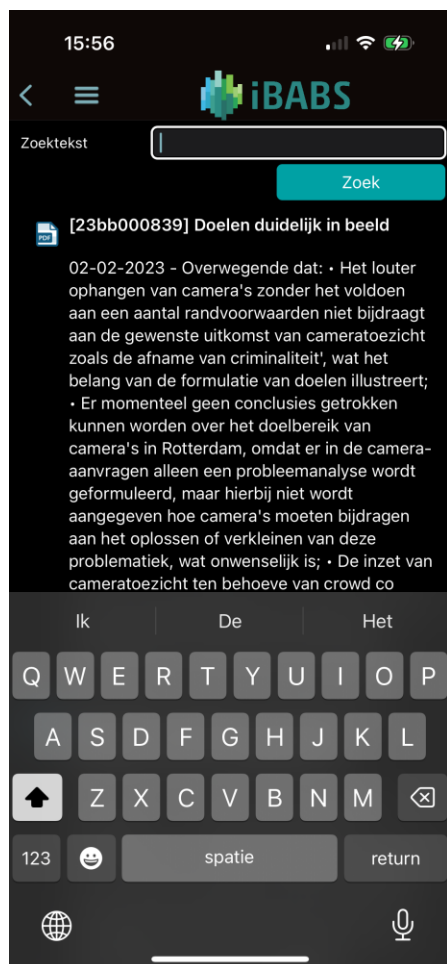 15:56
iBABS
Zoektekst
Zoek
PDF
[23bb000839] Doelen duidelijk in beeld
02-02-2023 - Overwegende dat: • Het louter
ophangen van camera's zonder het voldoen
aan een aantal randvoorwaarden niet bijdraagt
aan de gewenste uitkomst van cameratoezicht
zoals de afname van criminaliteit', wat het
belang van de formulatie van doelen illustreert;
• Er momenteel geen conclusies getrokken
kunnen worden over het doelbereik van
camera's in Rotterdam, omdat er in de camera-
aanvragen alleen een probleemanalyse wordt
geformuleerd, maar hierbij niet wordt
aangegeven hoe camera's moeten bijdragen
aan het oplossen of verkleinen van deze
problematiek, wat onwenselijk is; • De inzet van
cameratoezicht ten behoeve van crowd co
Ik De Het
Q W E R T Y U I O P
A S D F G H J K L
Z X C V B N M
123 spatie return